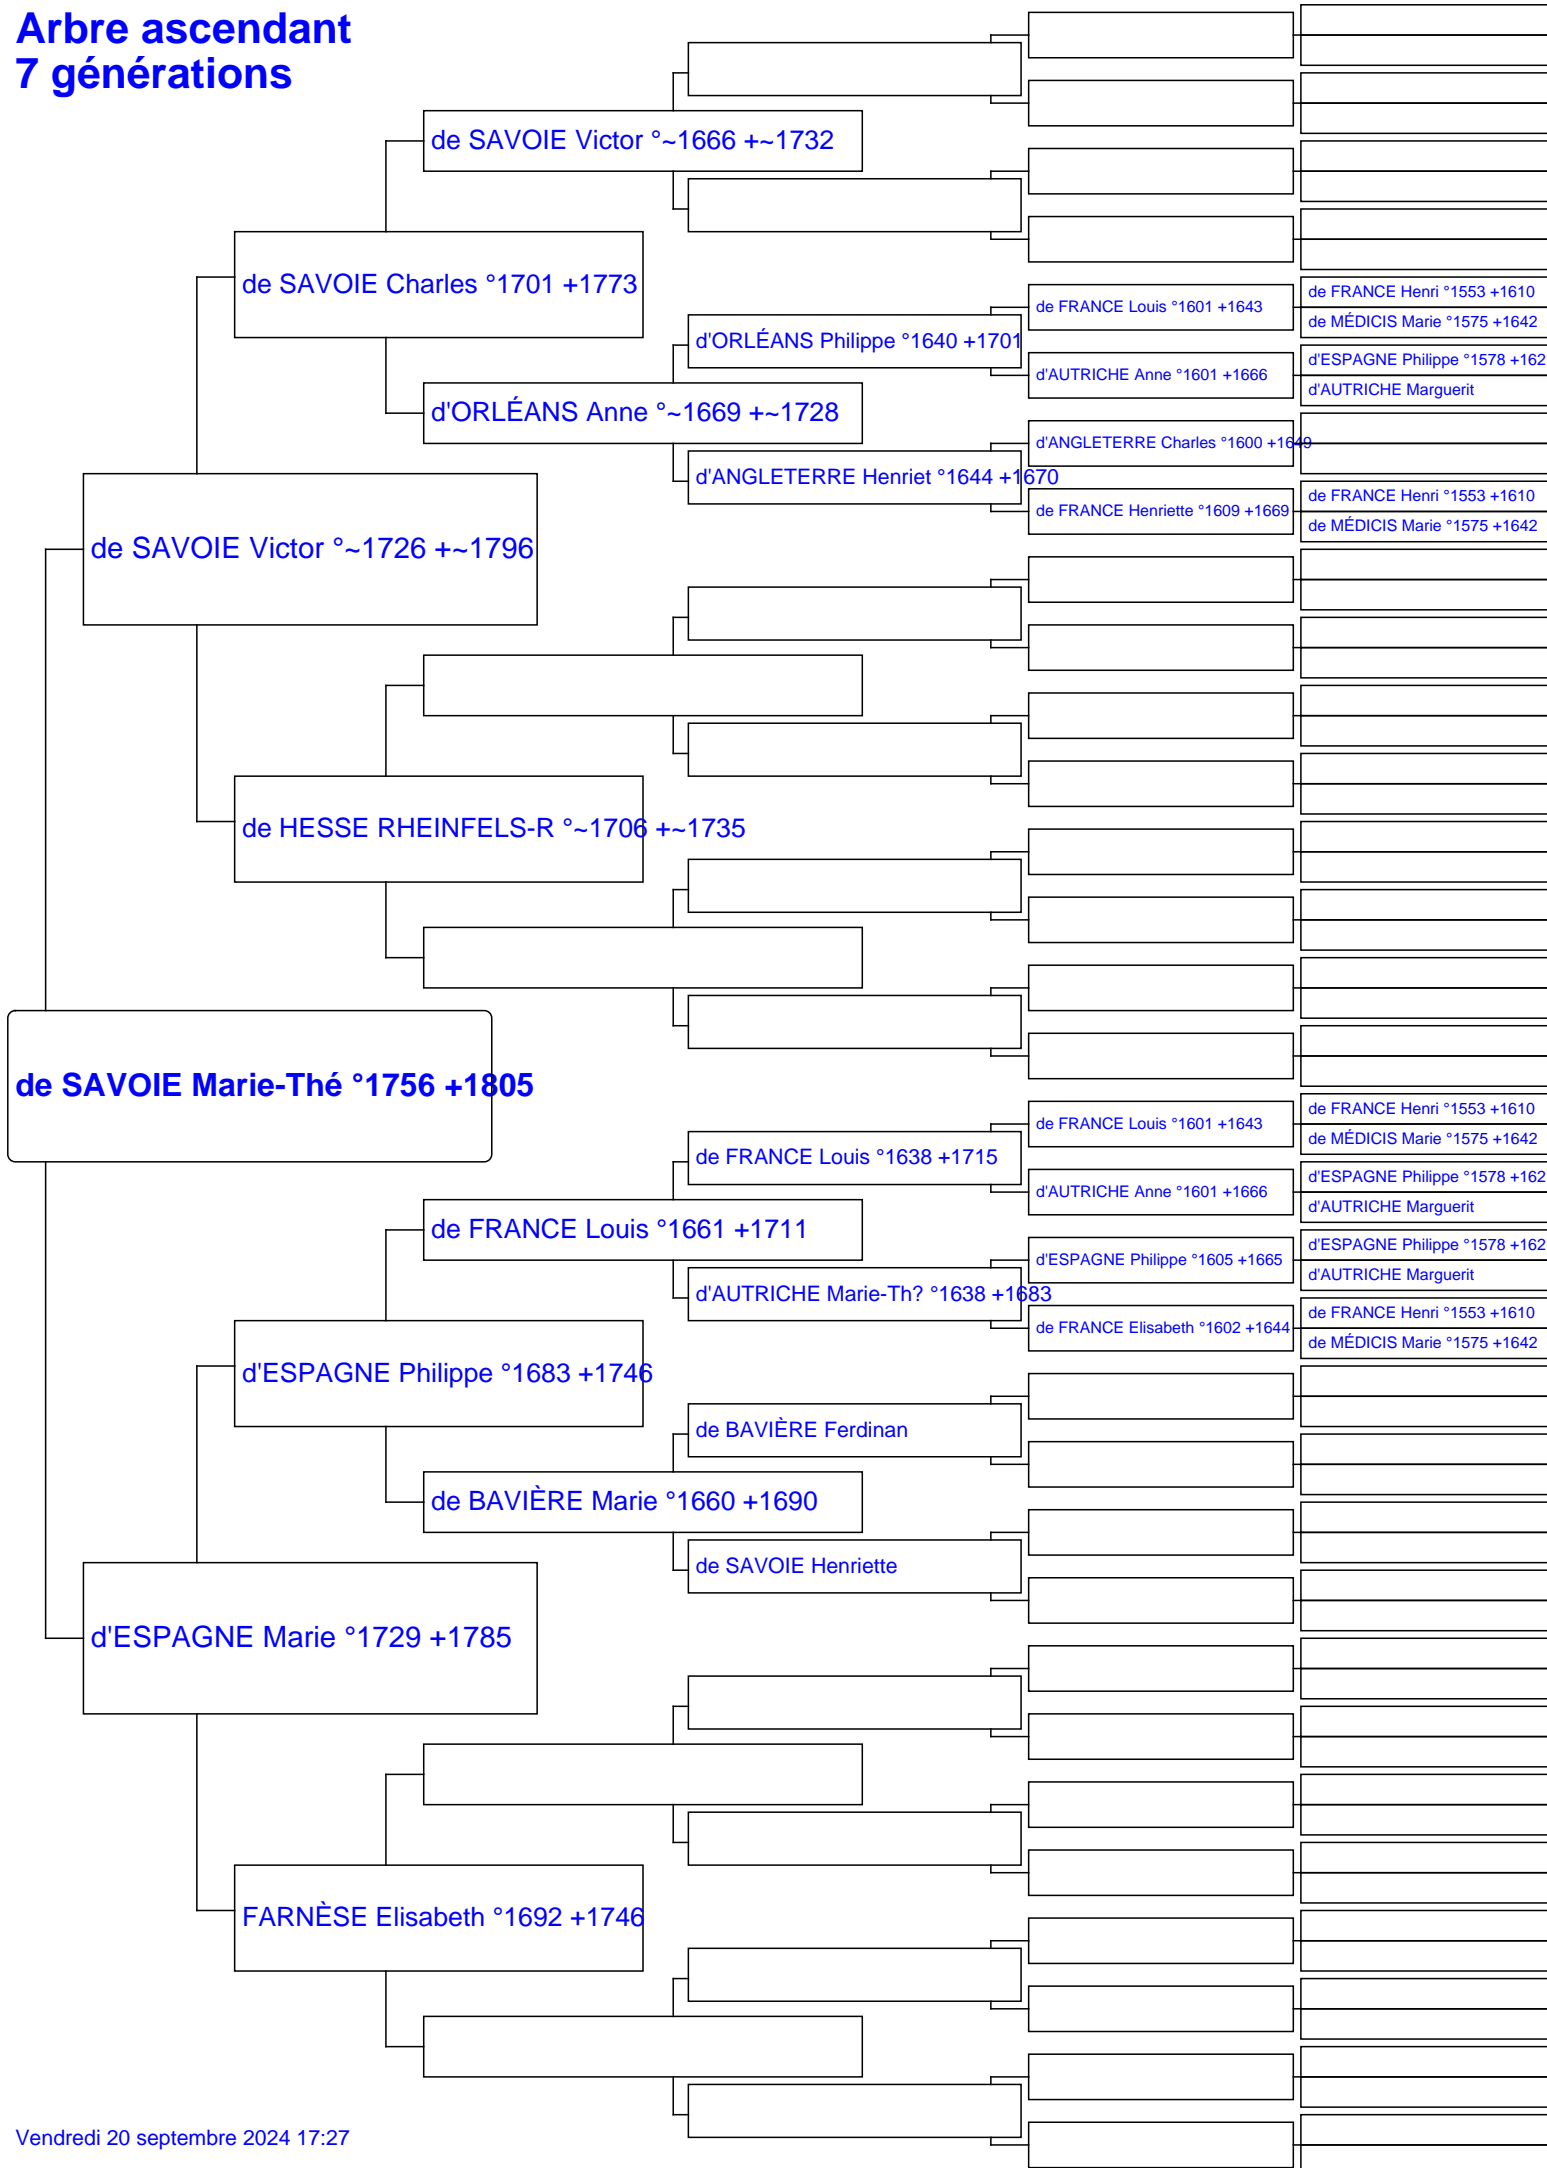 Arbre ascendant
7 générations
de SAVOIE Victor °~1666 +~1732
de SAVOIE Charles °1701 +1773
de FRANCE Henri °1553 +1610
de FRANCE Louis °1601 +1643
de MÉDICIS Marie °1575 +1642
d'ORLÉANS Philippe °1640 +1701
d'ESPAGNE Philippe °1578 +162
d'AUTRICHE Anne °1601 +1666
d'AUTRICHE Marguerit
d'ORLÉANS Anne °~1669 +~1728
d'ANGLETERRE Charles °1600 +1649
d'ANGLETERRE Henriet °1644 +1670
de FRANCE Henri °1553 +1610
de FRANCE Henriette °1609 +1669
de MÉDICIS Marie °1575 +1642
de SAVOIE Victor °~1726 +~1796
de HESSE RHEINFELS-R °~1706 +~1735
de SAVOIE Marie-Thé °1756 +1805
de FRANCE Henri °1553 +1610
de FRANCE Louis °1601 +1643
de MÉDICIS Marie °1575 +1642
de FRANCE Louis °1638 +1715
d'ESPAGNE Philippe °1578 +162
d'AUTRICHE Anne °1601 +1666
d'AUTRICHE Marguerit
de FRANCE Louis °1661 +1711
d'ESPAGNE Philippe °1578 +162
d'ESPAGNE Philippe °1605 +1665
d'AUTRICHE Marguerit
d'AUTRICHE Marie-Th? °1638 +1683
de FRANCE Henri °1553 +1610
de FRANCE Elisabeth °1602 +1644
de MÉDICIS Marie °1575 +1642
d'ESPAGNE Philippe °1683 +1746
de BAVIÈRE Ferdinan
de BAVIÈRE Marie °1660 +1690
de SAVOIE Henriette
d'ESPAGNE Marie °1729 +1785
FARNÈSE Elisabeth °1692 +1746
Vendredi 20 septembre 2024 17:27